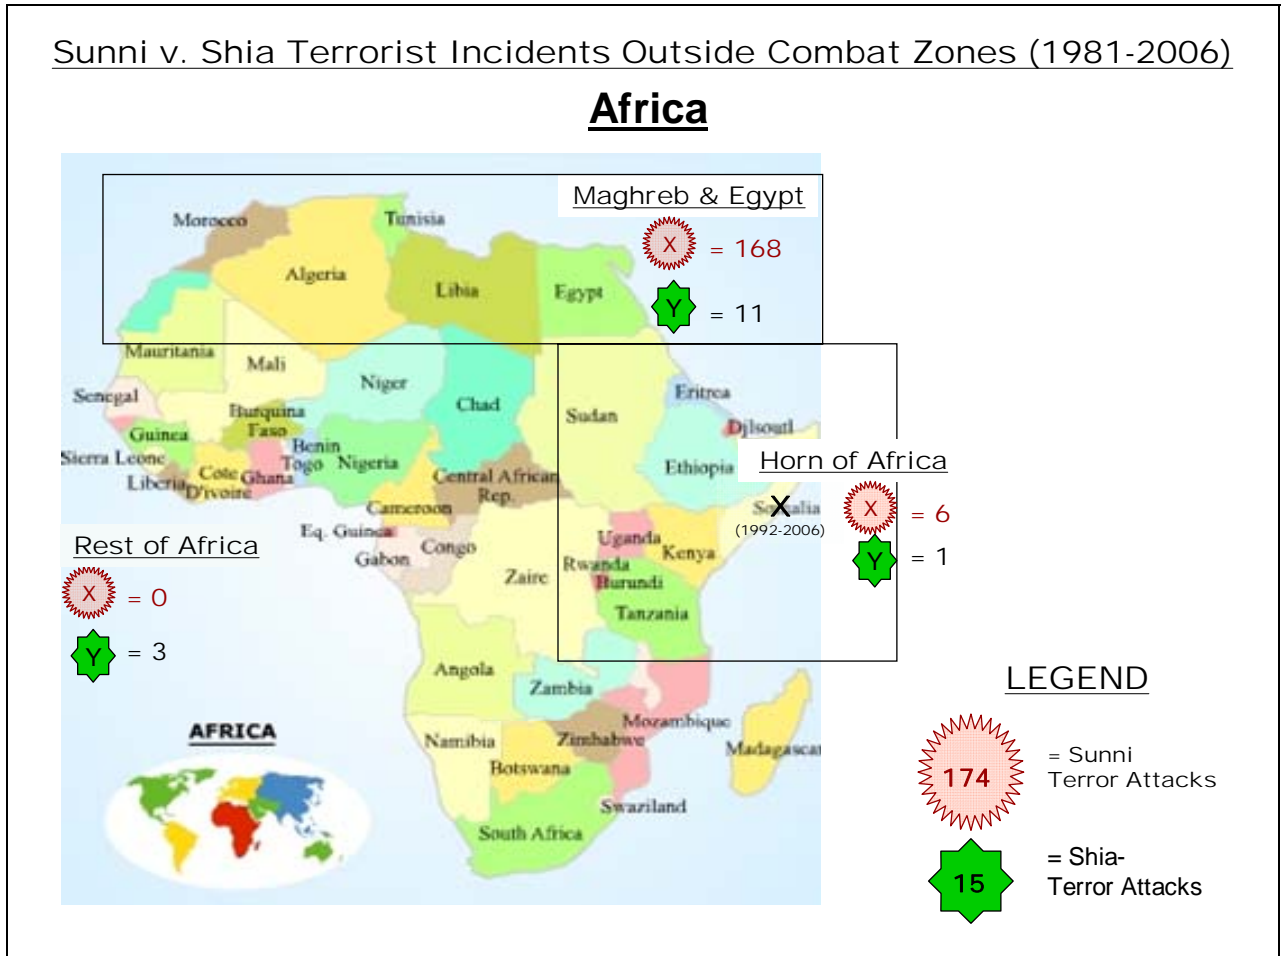 Sunni v. Shia Terrorist Incidents Outside Combat Zones (1981-2006)
Africa
Maghreb & Egypt
X = 168
Y = 11
Morocco
Tunisia
Algeria
Libia
Egypt
Mauritania
Mali
Niger
Chad
Sudan
Eritrea
Senegal
Burquina
Faso
Djlsoutl
Guinea
Benin
Togo
Nigeria
Ethiopia
Horn of Africa
Sierra Leone
Liberia
Cote
D'ivoire
Ghana
Central African
Rep.
Cameroon
X
Somalia
(1992-2006)
X = 6
Y = 1
Eq. Guinea
Gabon
Congo
Uganda
Kenya
Rest of Africa
X = 0
Y = 3
Zaire
Rwanda
Burundi
Tanzania
Angola
Zambia
Mozambique
Namibia
Zimbabwe
Botswana
Madagascar
Swaziland
South Africa
AFRICA
LEGEND
174
= Sunni
Terror Attacks
15
= Shia-
Terror Attacks